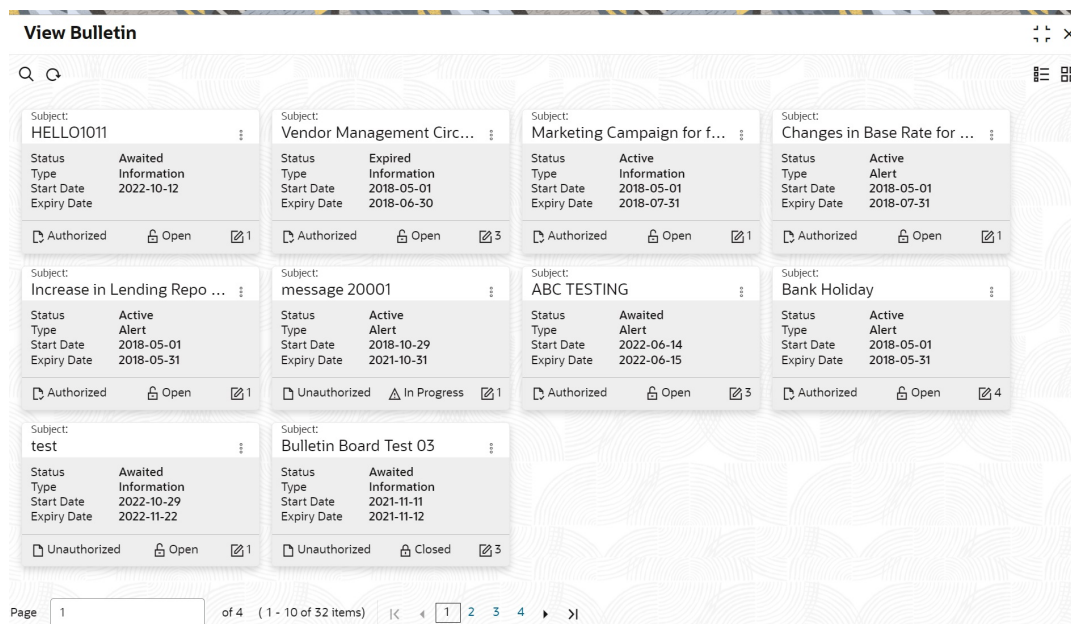 View Bulletin
Subject: Subject: Subject: Subject:
HELLO1011 Vendor Management Circ... Marketing Campaign for f... Changes in Base Rate for ...
Status Awaited Status Expired Status Active Status Active
Type Information Type Information Type Information Type Alert
Start Date 2022-10-12 Start Date 2018-05-01 Start Date 2018-05-01 Start Date 2018-05-01
Expiry Date Expiry Date 2018-06-30 Expiry Date 2018-07-31 Expiry Date 2018-07-31
Authorized Open 1 Authorized Open 3 Authorized Open 1 Authorized Open 1
Subject: Subject: Subject: Subject:
Increase in Lending Repo ... message 20001 ABC TESTING Bank Holiday
Status Active Status Active Status Awaited Status Active
Type Alert Type Alert Type Alert Type Alert
Start Date 2018-05-01 Start Date 2018-10-29 Start Date 2022-06-14 Start Date 2018-05-01
Expiry Date 2018-05-31 Expiry Date 2021-10-31 Expiry Date 2022-06-15 Expiry Date 2018-05-31
Authorized Open 1 Unauthorized In Progress 1 Authorized Open 3 Authorized Open 4
Subject: Subject:
test Bulletin Board Test 03
Status Awaited Status Awaited
Type Information Type Information
Start Date 2022-10-29 Start Date 2021-11-11
Expiry Date 2022-11-22 Expiry Date 2021-11-12
Unauthorized Open 1 Unauthorized Closed 3
Page 1 of 4 (1 - 10 of 32 items) 1 2 3 4